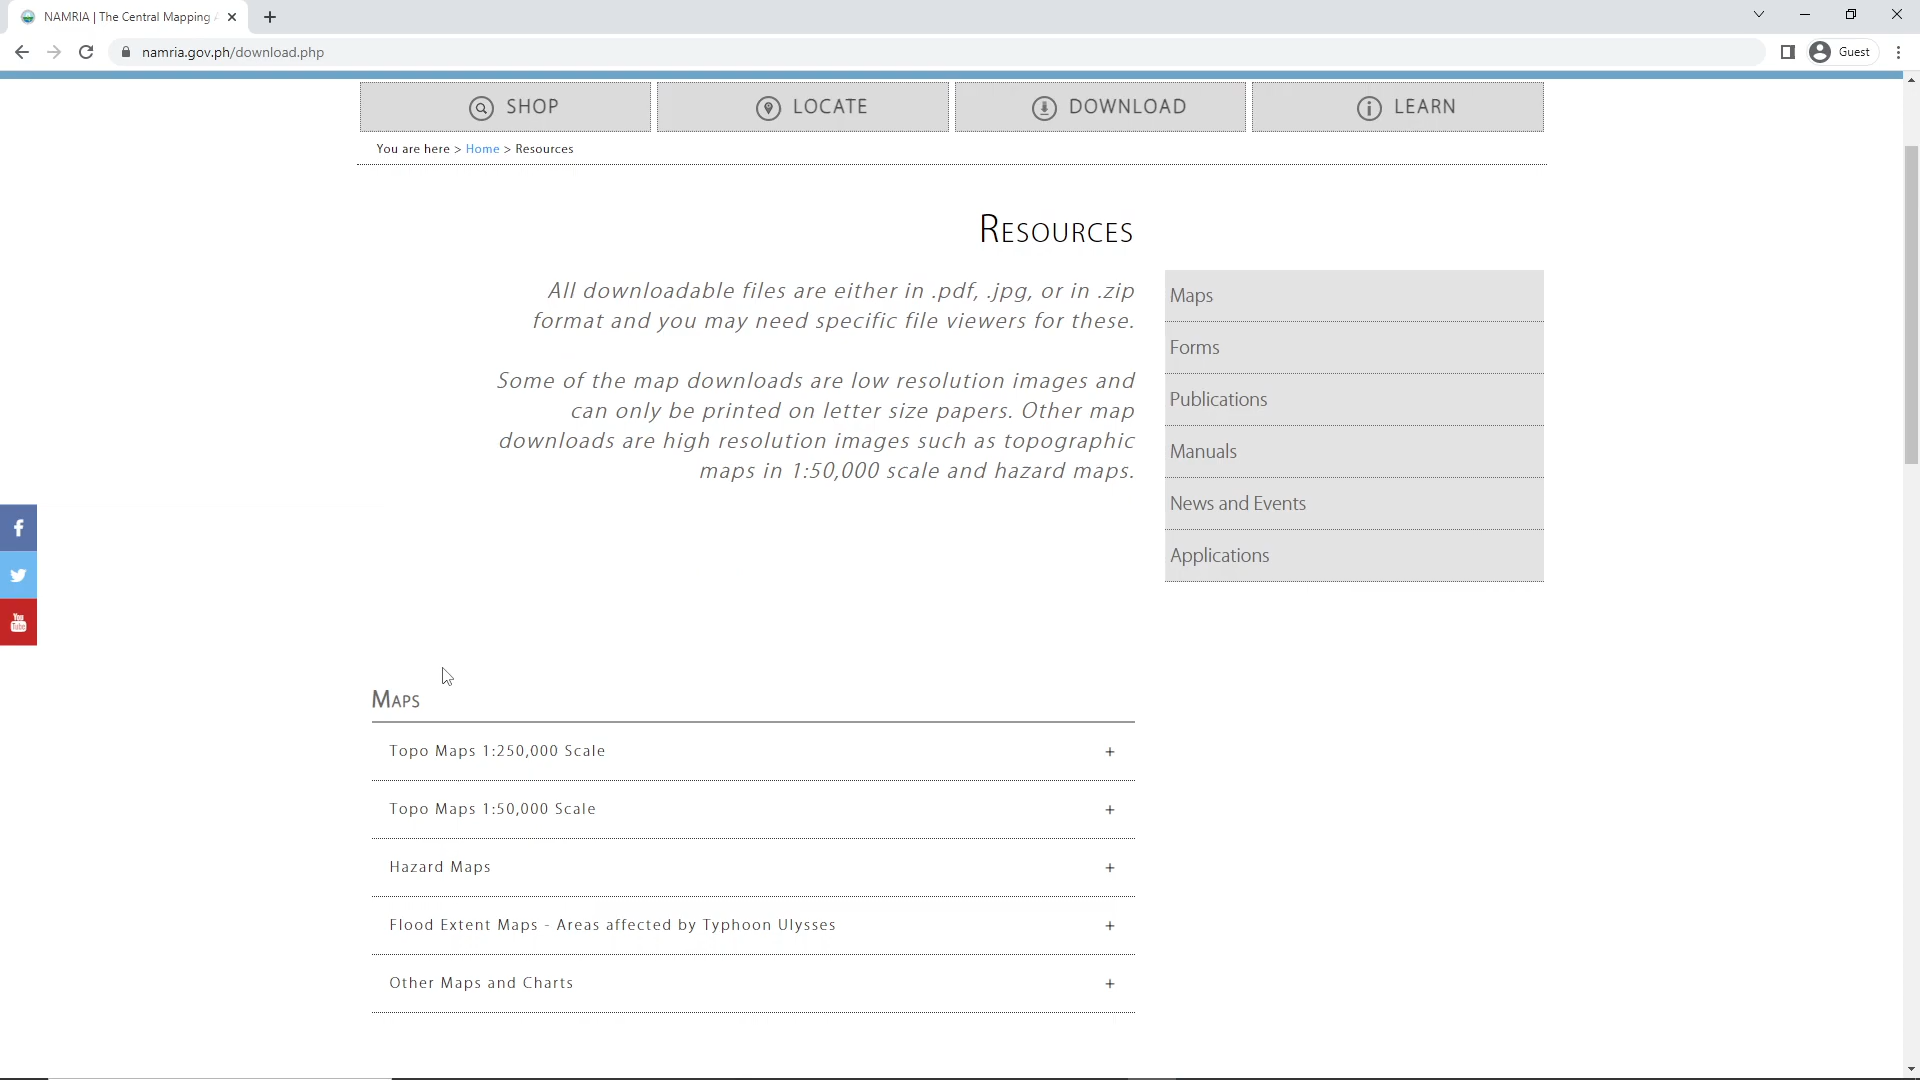 NAMRIA | The Central Mapping
namria.gov.ph/download.php
Guest
SHOP
LOCATE
DOWNLOAD
LEARN
You are here > Home > Resources
Resources
All downloadable files are either in .pdf, .jpg, or in .zip
format and you may need specific file viewers for these.
Some of the map downloads are low resolution images and
can only be printed on letter size papers. Other map
downloads are high resolution images such as topographic
maps in 1:50,000 scale and hazard maps.
Maps
Forms
Publications
Manuals
News and Events
Applications
You
Tube
Maps
Topo Maps 1:250,000 Scale +
Topo Maps 1:50,000 Scale +
Hazard Maps +
Flood Extent Maps - Areas affected by Typhoon Ulysses +
Other Maps and Charts +